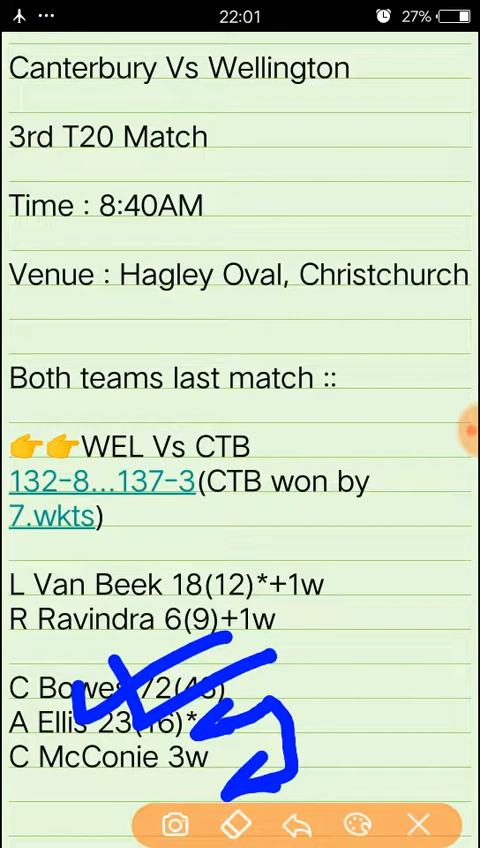 22:01
27%
Canterbury Vs Wellington
3rd T20 Match
Time : 8:40AM
Venue : Hagley Oval, Christchurch
Both teams last match ::
👉👉WEL Vs CTB
132-8...137-3(CTB won by
7.wkts)
L Van Beek 18(12)*+1w
R Ravindra 6(9)+1w
C Bowes 72(
A Ellis 23(16)*
C McConie 3w